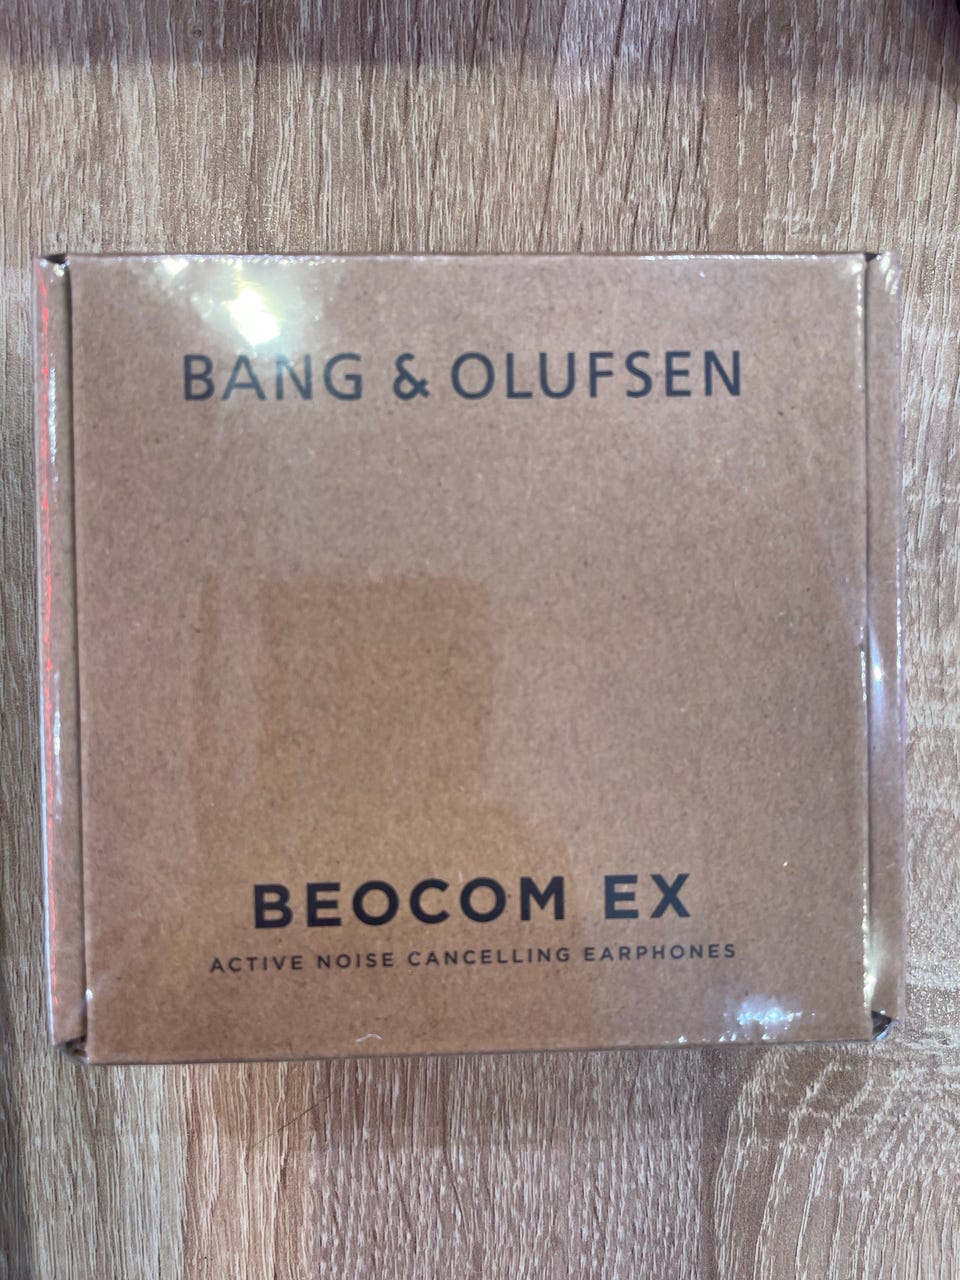 BANG & OLUFSEN
BEOCOM EX
ACTIVE NOISE CANCELLING EARPHONES